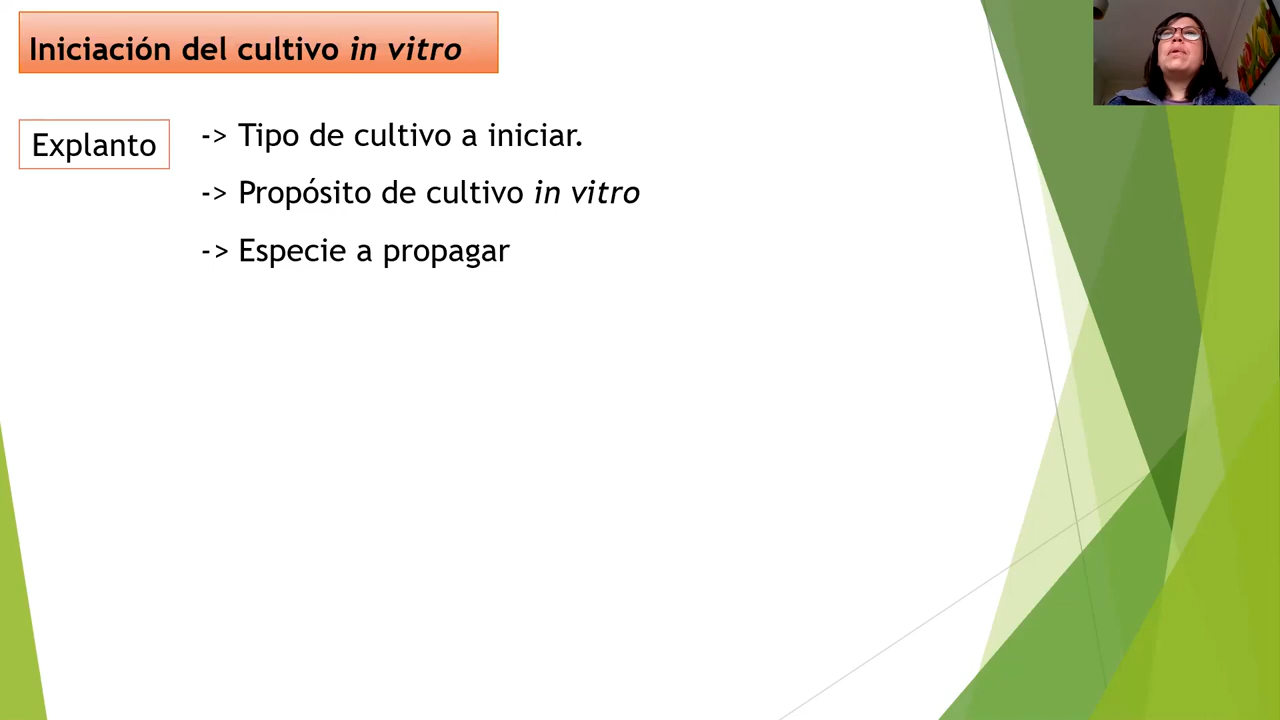 Iniciación del cultivo in vitro
Explanto
-> Tipo de cultivo a iniciar.
-> Propósito de cultivo in vitro
-> Especie a propagar